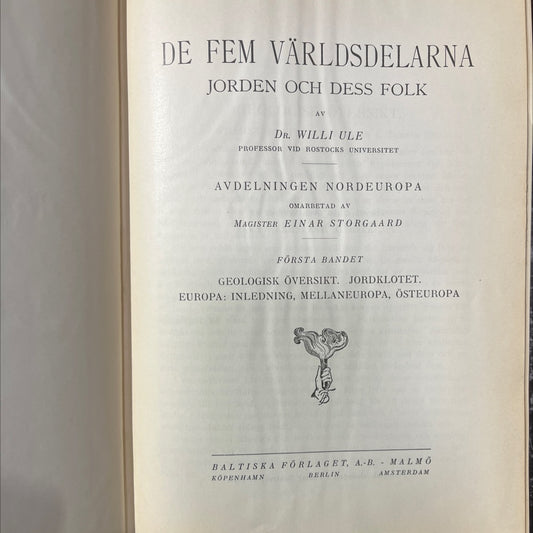 DE FEM VÄRLDSDELARNA
JORDEN OCH DESS FOLK
AV
DR. WILLI ULE
PROFESSOR VID ROSTOCKS UNIVERSITET
AVDELNINGEN NORDEUROPA
OMARBETAD AV
MAGISTER EINAR STORGAARD
FÖRSTA BANDET
GEOLOGISK ÖVERSIKT. JORDKLOTET.
EUROPA: INLEDNING, MELLANEUROPA, ÖSTEUROPA
BALTISKA FÖRLAGET, A.-B. - MALMÖ
KÖPENHAMN BERLIN AMSTERDAM